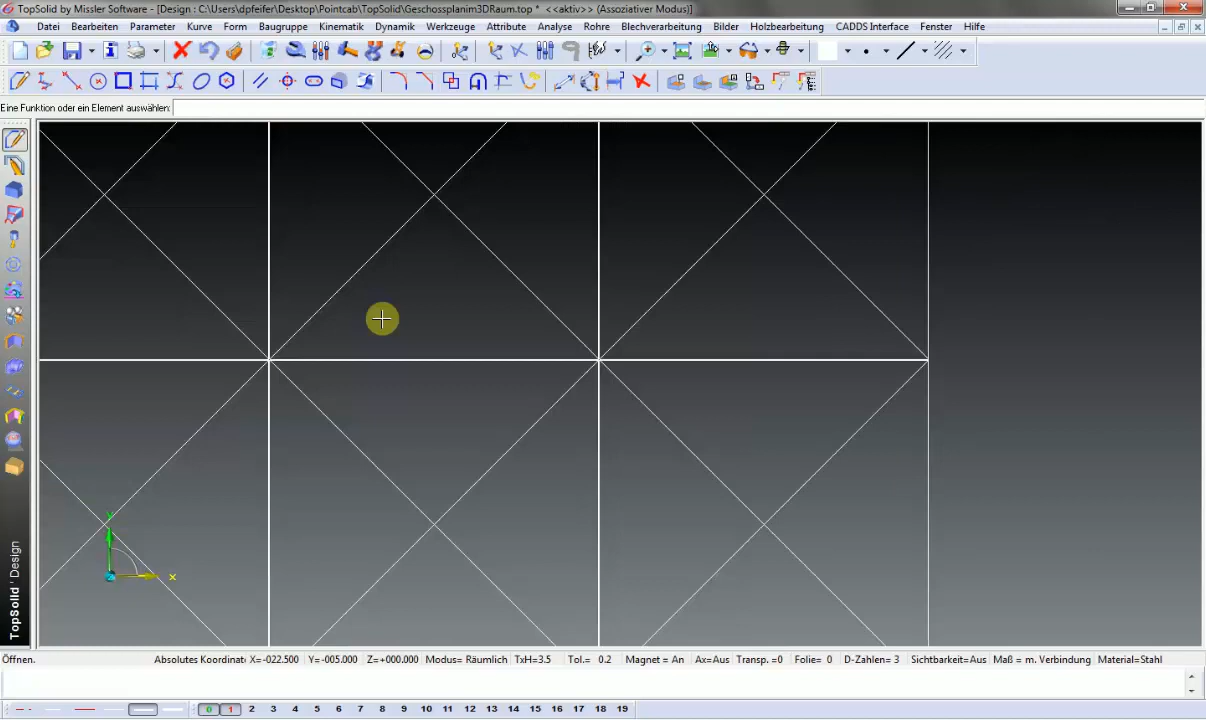 TopSolid by Missler Software - [Design : C:\Users\dpfeifer\Desktop\Pointcab\TopSolid\Geschossplanim3DRaum.top * <<aktiv>> (Assoziativer Modus)]
Datei Bearbeiten Parameter Kurve Form Baugruppe Kinematik Dynamik Werkzeuge Attribute Analyse Rohre Blechverarbeitung Bilder Holzbearbeitung CADDS Interface Fenster Hilfe
Eine Funktion oder ein Element auswählen:
Y
X
TopSolid 'Design
Öffnen. Absolutes Koordinat X=-022.500 Y=-005.000 Z=+000.000 Modus= Räumlich TxH=3.5 Tol.= 0.2 Magnet = An Ax=Aus Transp. =0 Folie= 0 D-Zahlen= 3 Sichtbarkeit=Aus Maß = m. Verbindung Material=Stahl
0 1 2 3 4 5 6 7 8 9 10 11 12 13 14 15 16 17 18 19